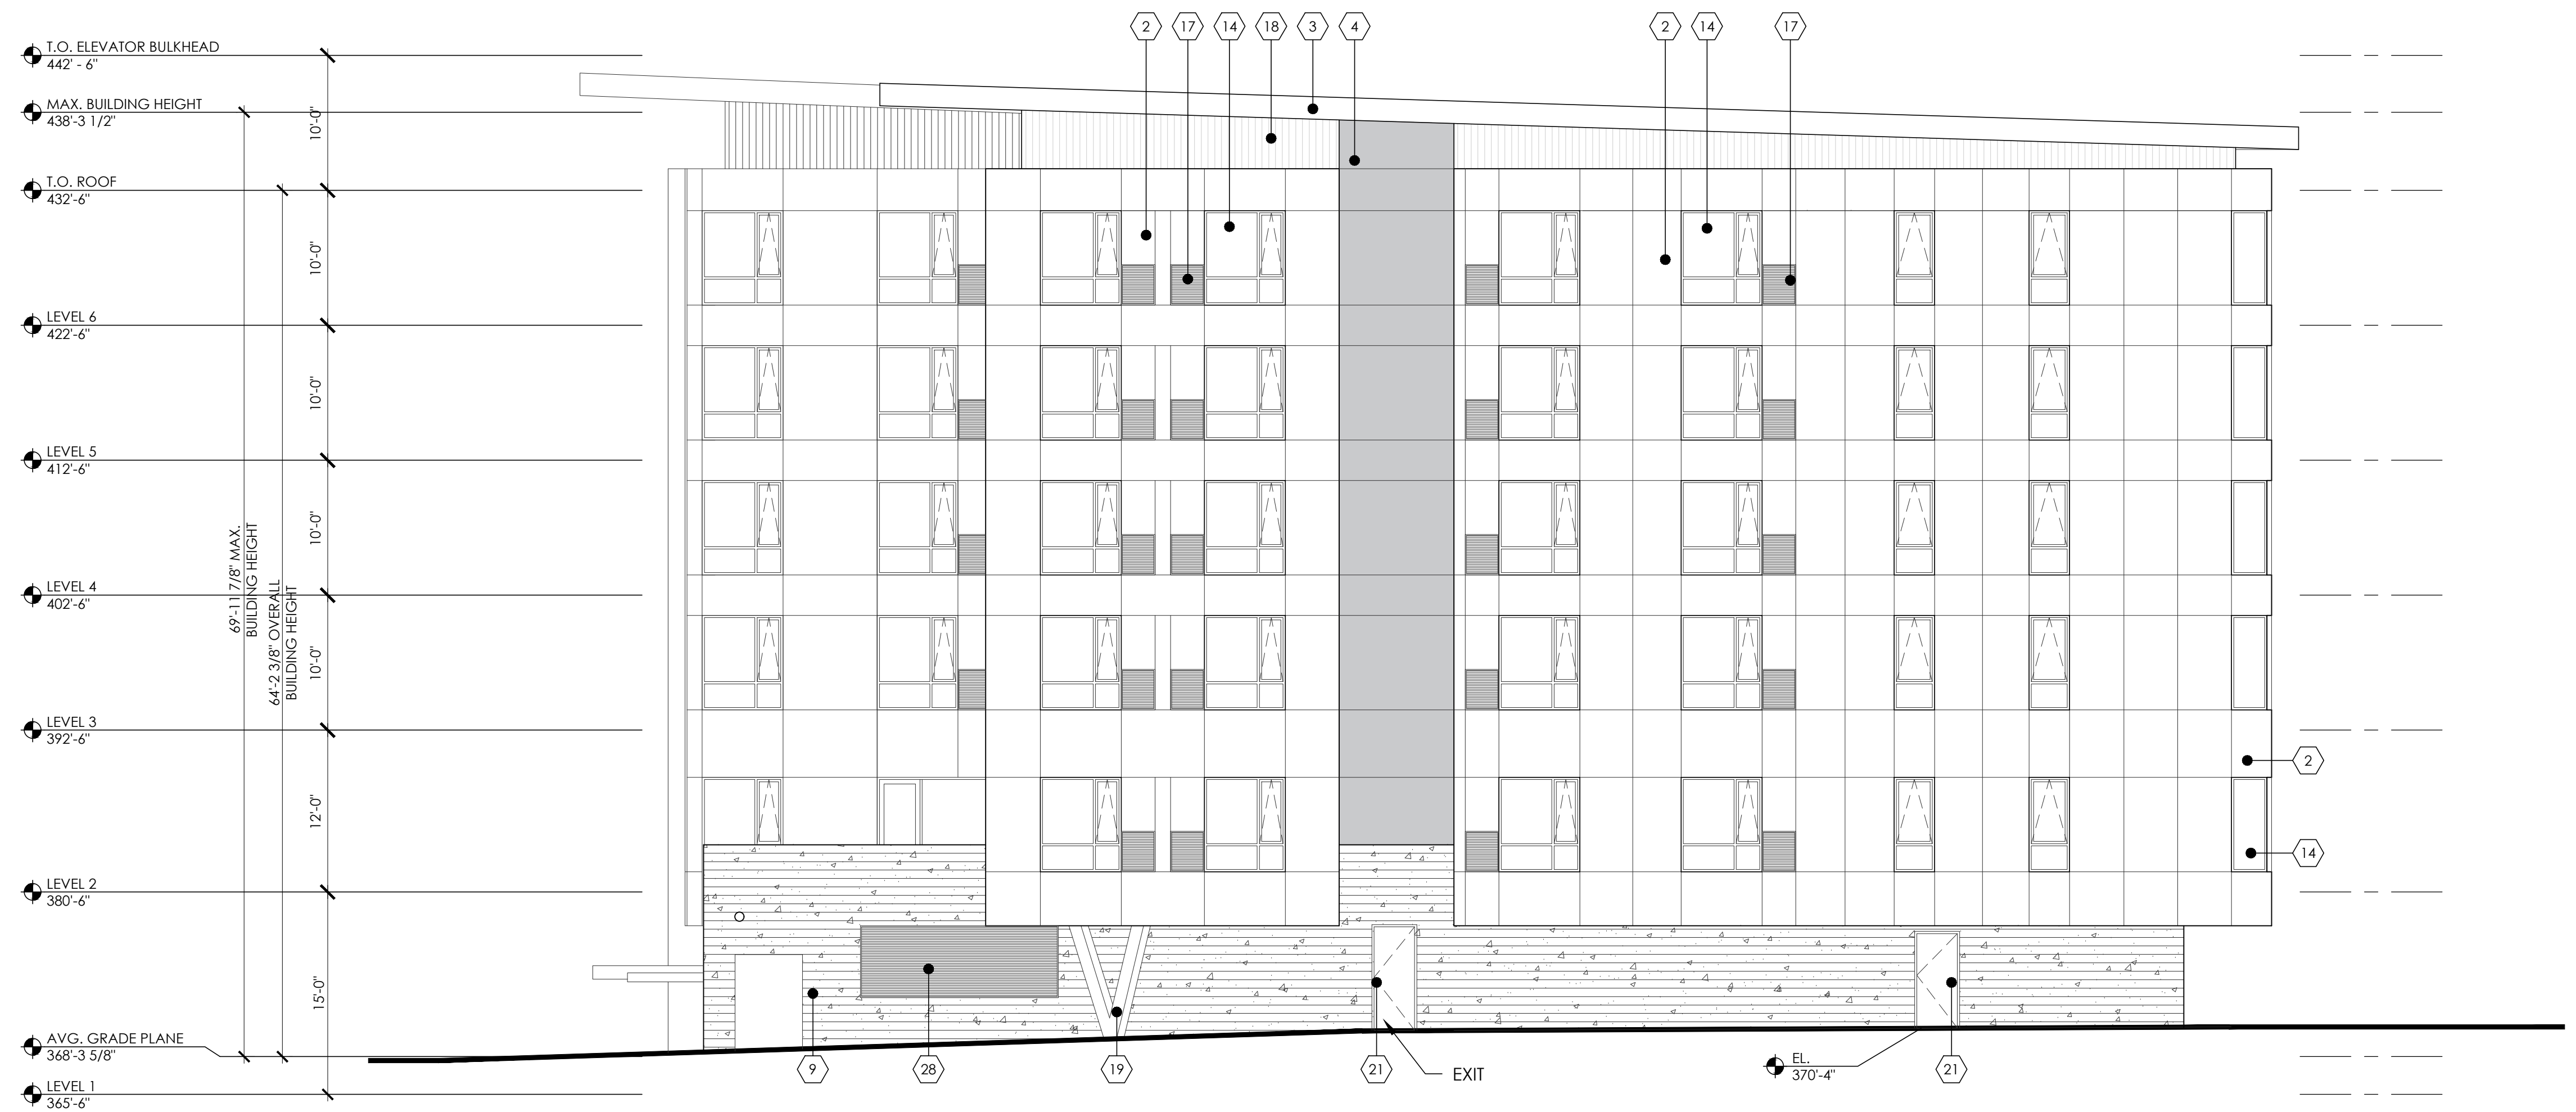 2 17 14 18 3 4 2 14 17
T.O. ELEVATOR BULKHEAD
442' - 6"
MAX. BUILDING HEIGHT
438'-3 1/2"
10'-0"
T.O. ROOF
432'-6"
10'-0"
LEVEL 6
422'-6"
10'-0"
LEVEL 5
412'-6"
10'-0"
69'-11 7/8" MAX.
BUILDING HEIGHT
64'-2 3/8" OVERALL
BUILDING HEIGHT
LEVEL 4
402'-6"
10'-0"
LEVEL 3
392'-6"
2
12'-0"
14
LEVEL 2
380'-6"
15'-0"
AVG. GRADE PLANE
368'-3 5/8"
9 28 19 21 EXIT
EL.
370'-4"
21
LEVEL 1
365'-6"